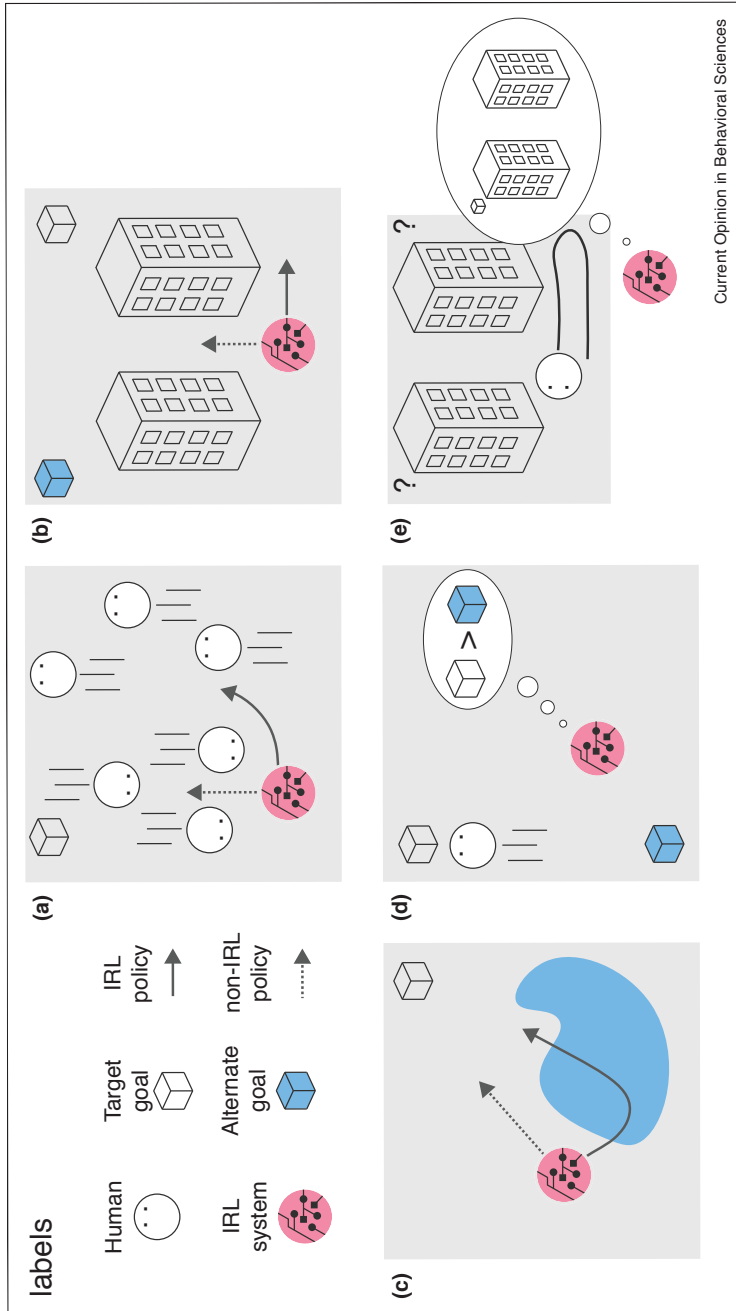 labels
Human
Target
goal
IRL
policy
IRL
system
Alternate
goal
non-IRL
policy
(a)
(b)
(c)
(d)
>
(e)
?
?
Current Opinion in Behavioral Sciences